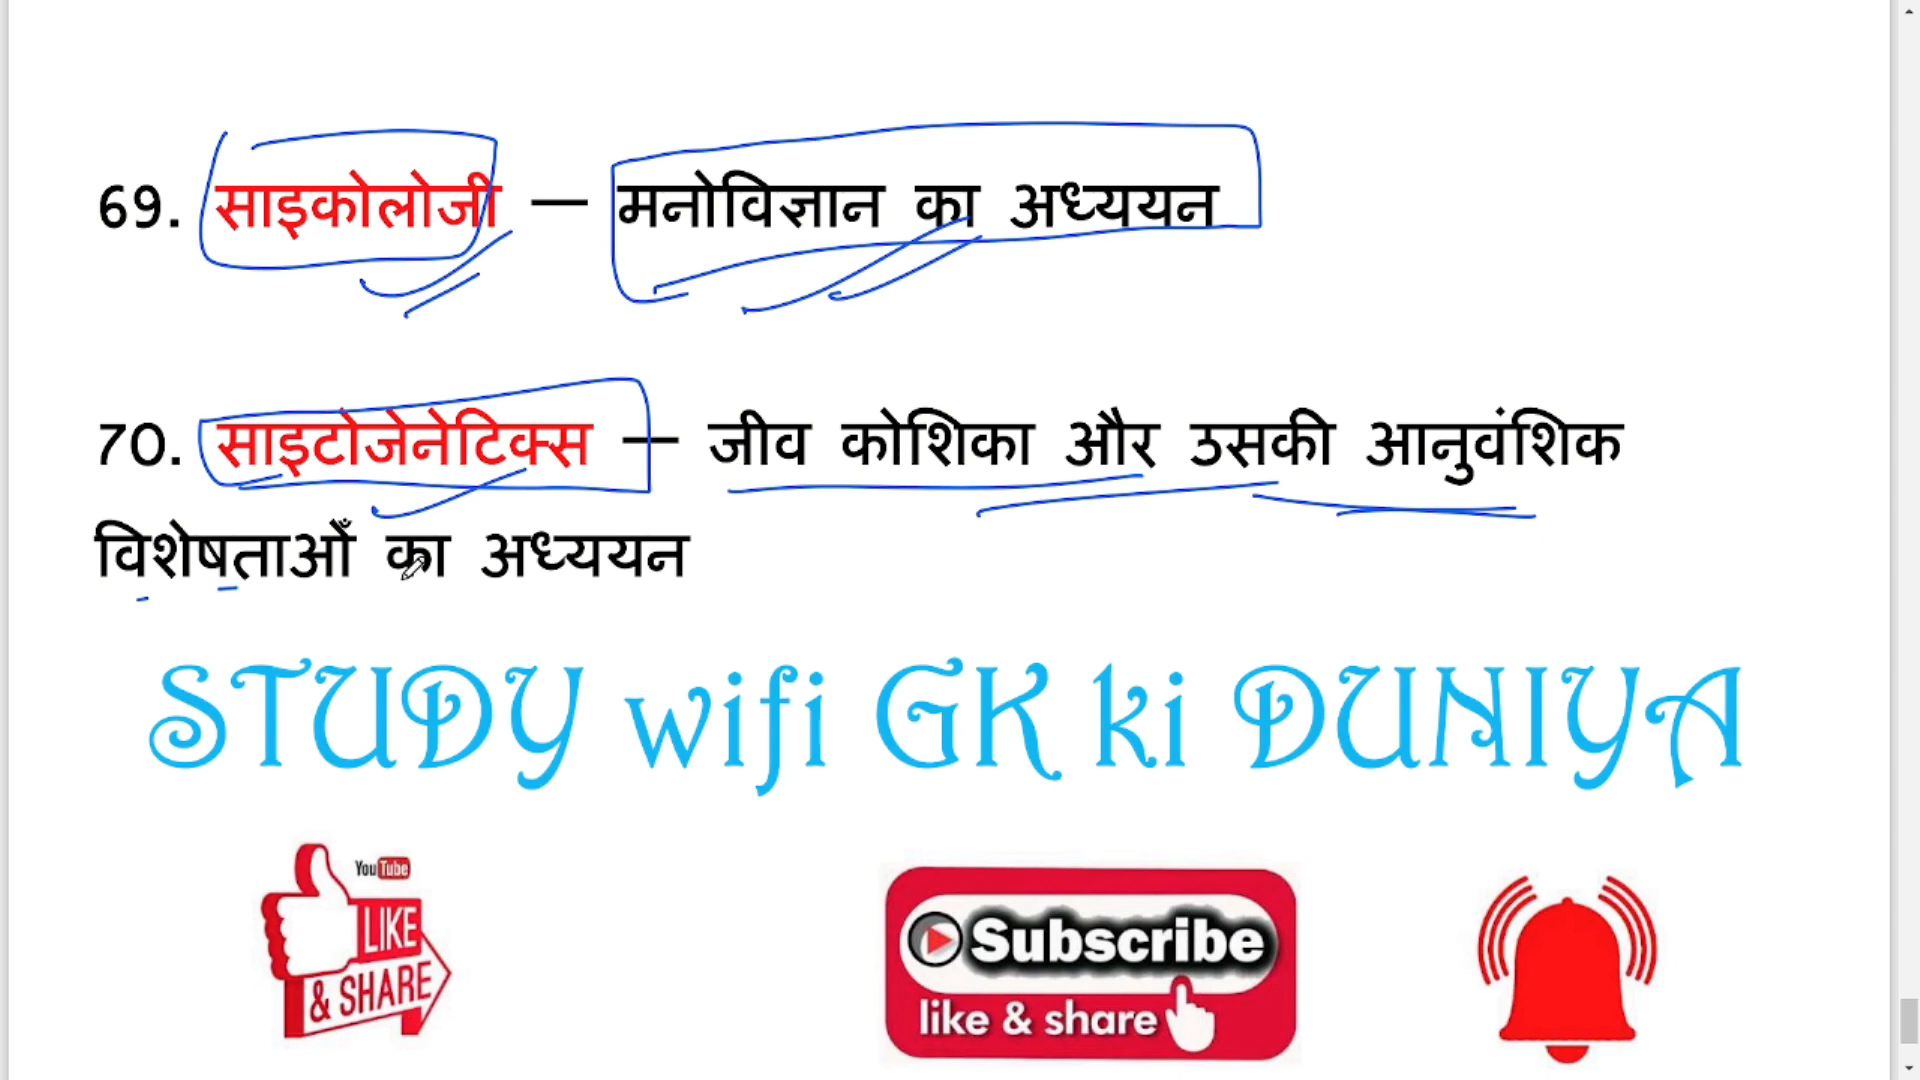 69. साइकोलोजी — मनोविज्ञान का अध्ययन
70. साइटोजेनेटिक्स — जीव कोशिका और उसकी आनुवंशिक
विशेषताओँ का अध्ययन
STUDY wifi GK ki DUNIYA
YouTube
LIKE
& SHARE
Subscribe
like & share